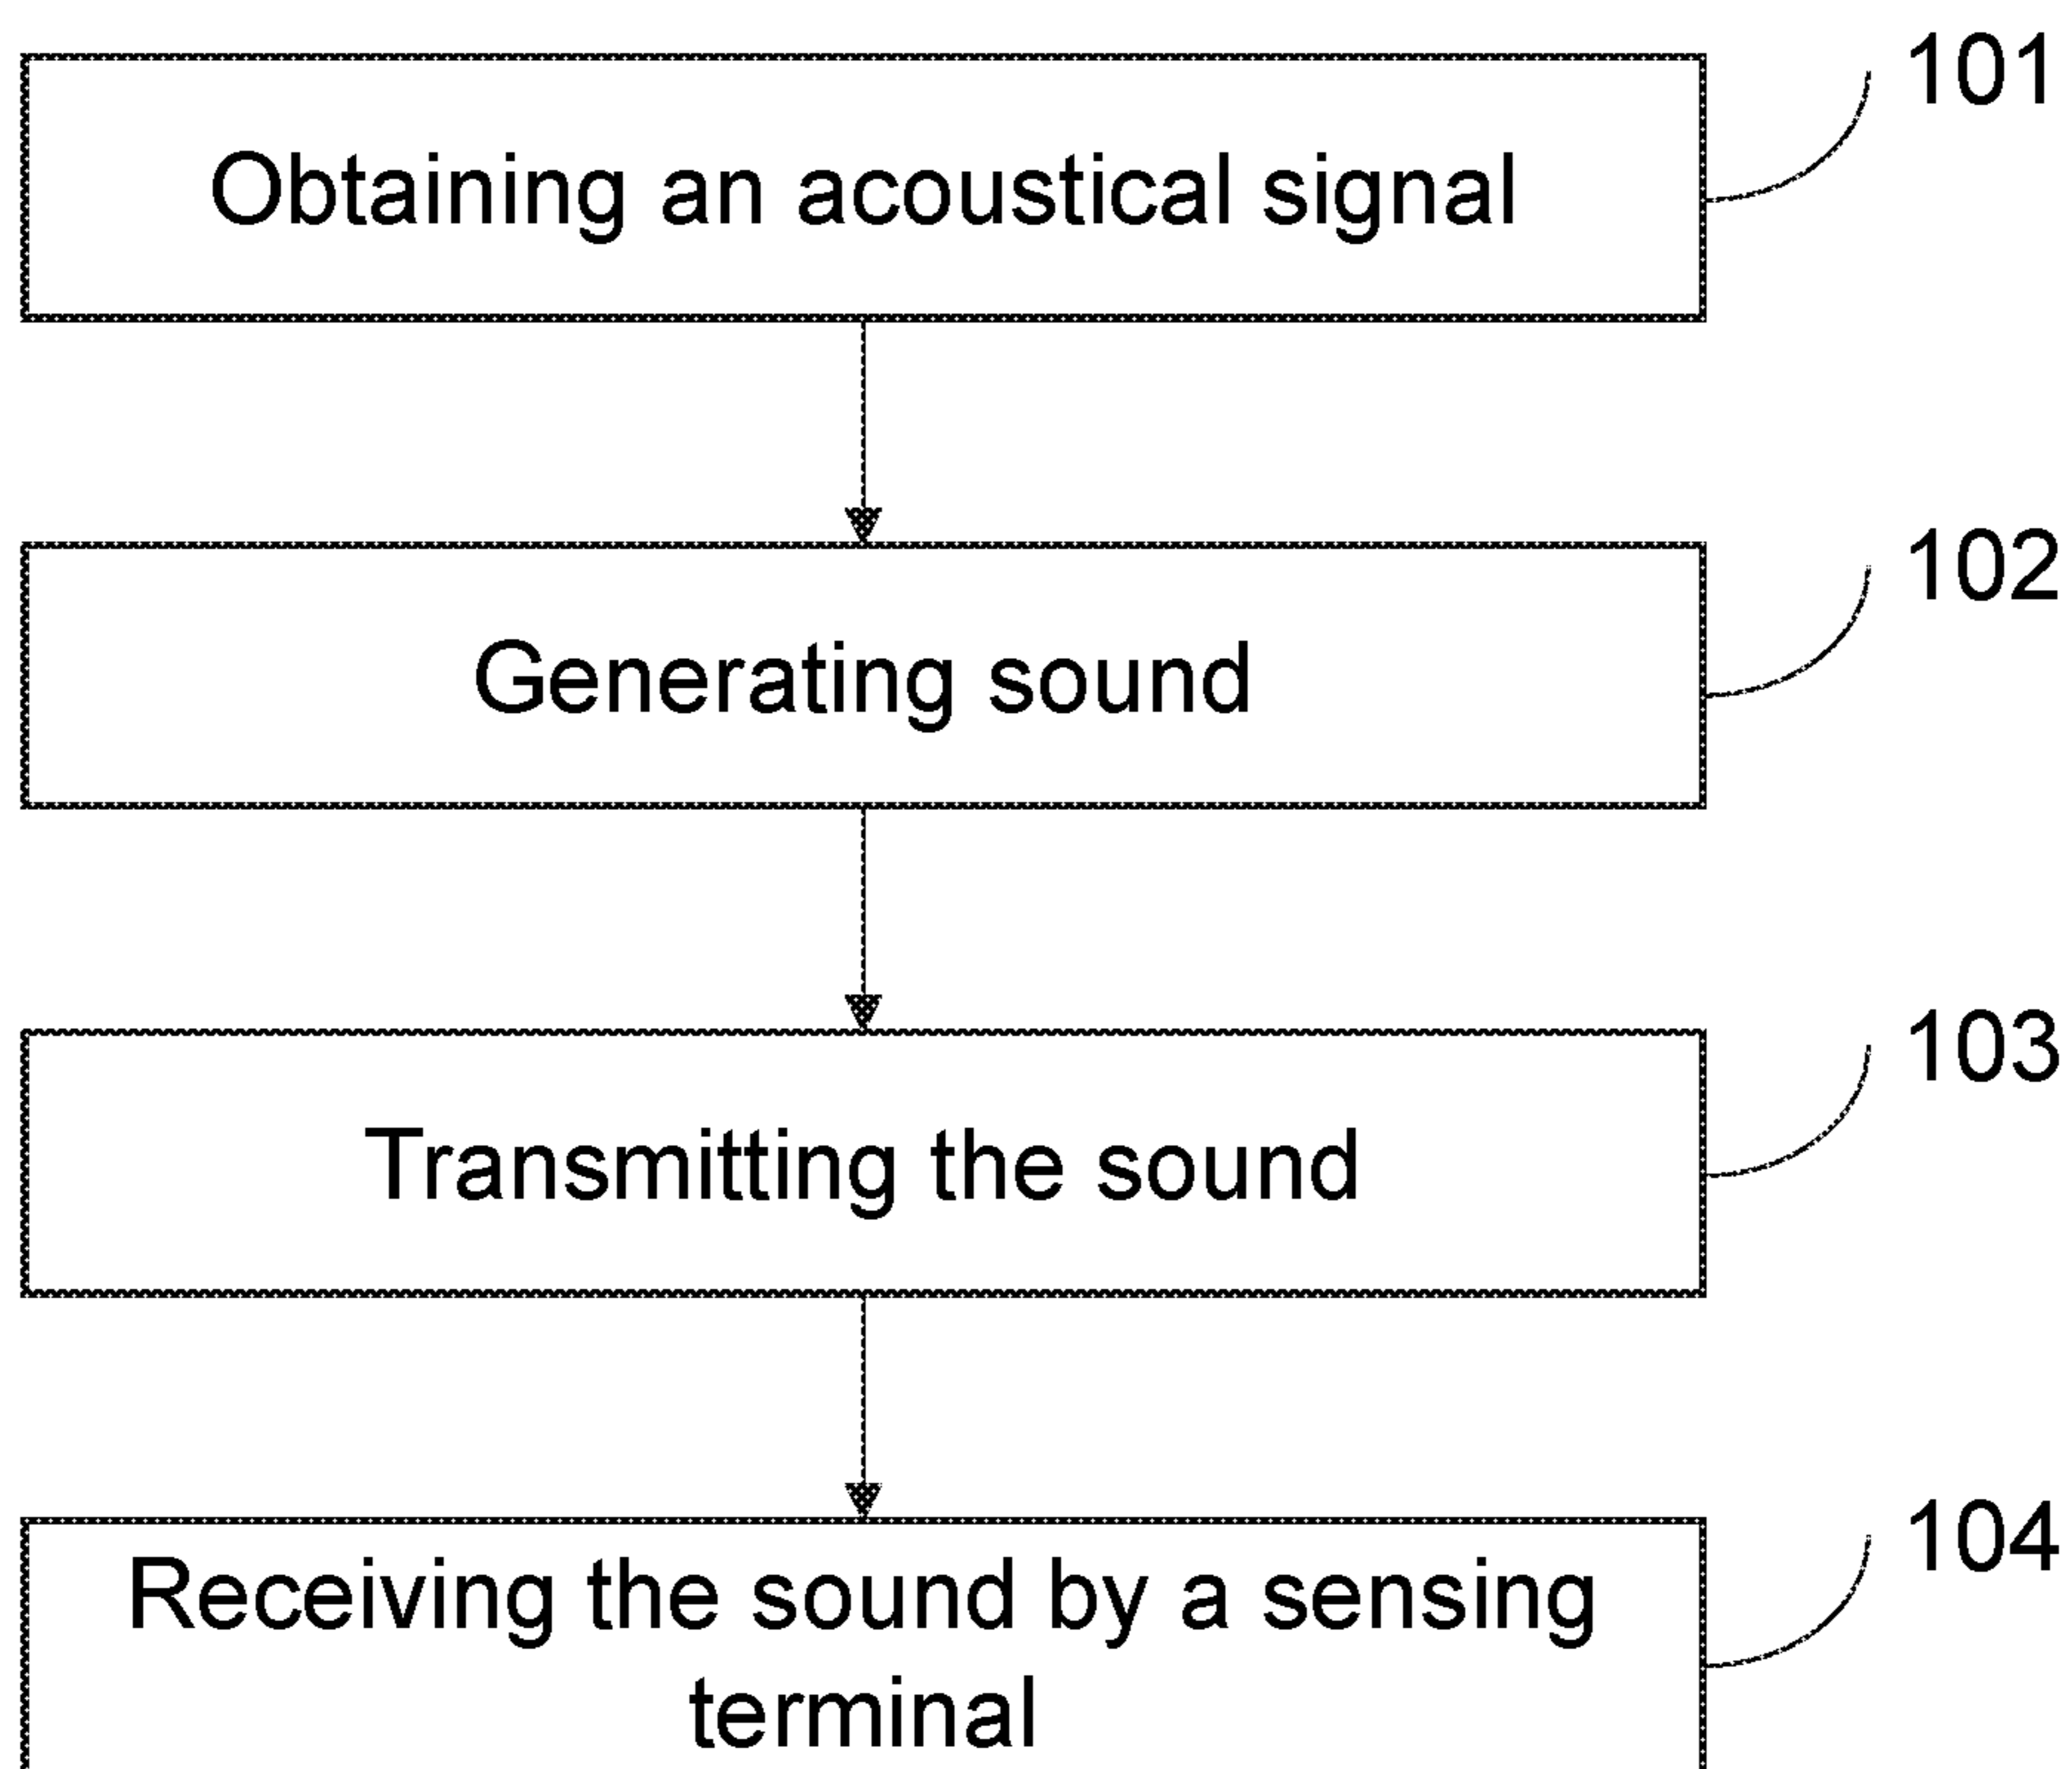 101
Obtaining an acoustical signal
102
Generating sound
103
Transmitting the sound
104
Receiving the sound by a sensing
terminal